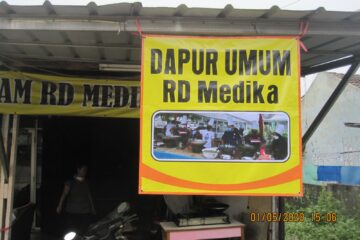 DAPUR UMUM
RD Medika
AM RD MEDI
01/05/2020 15:06